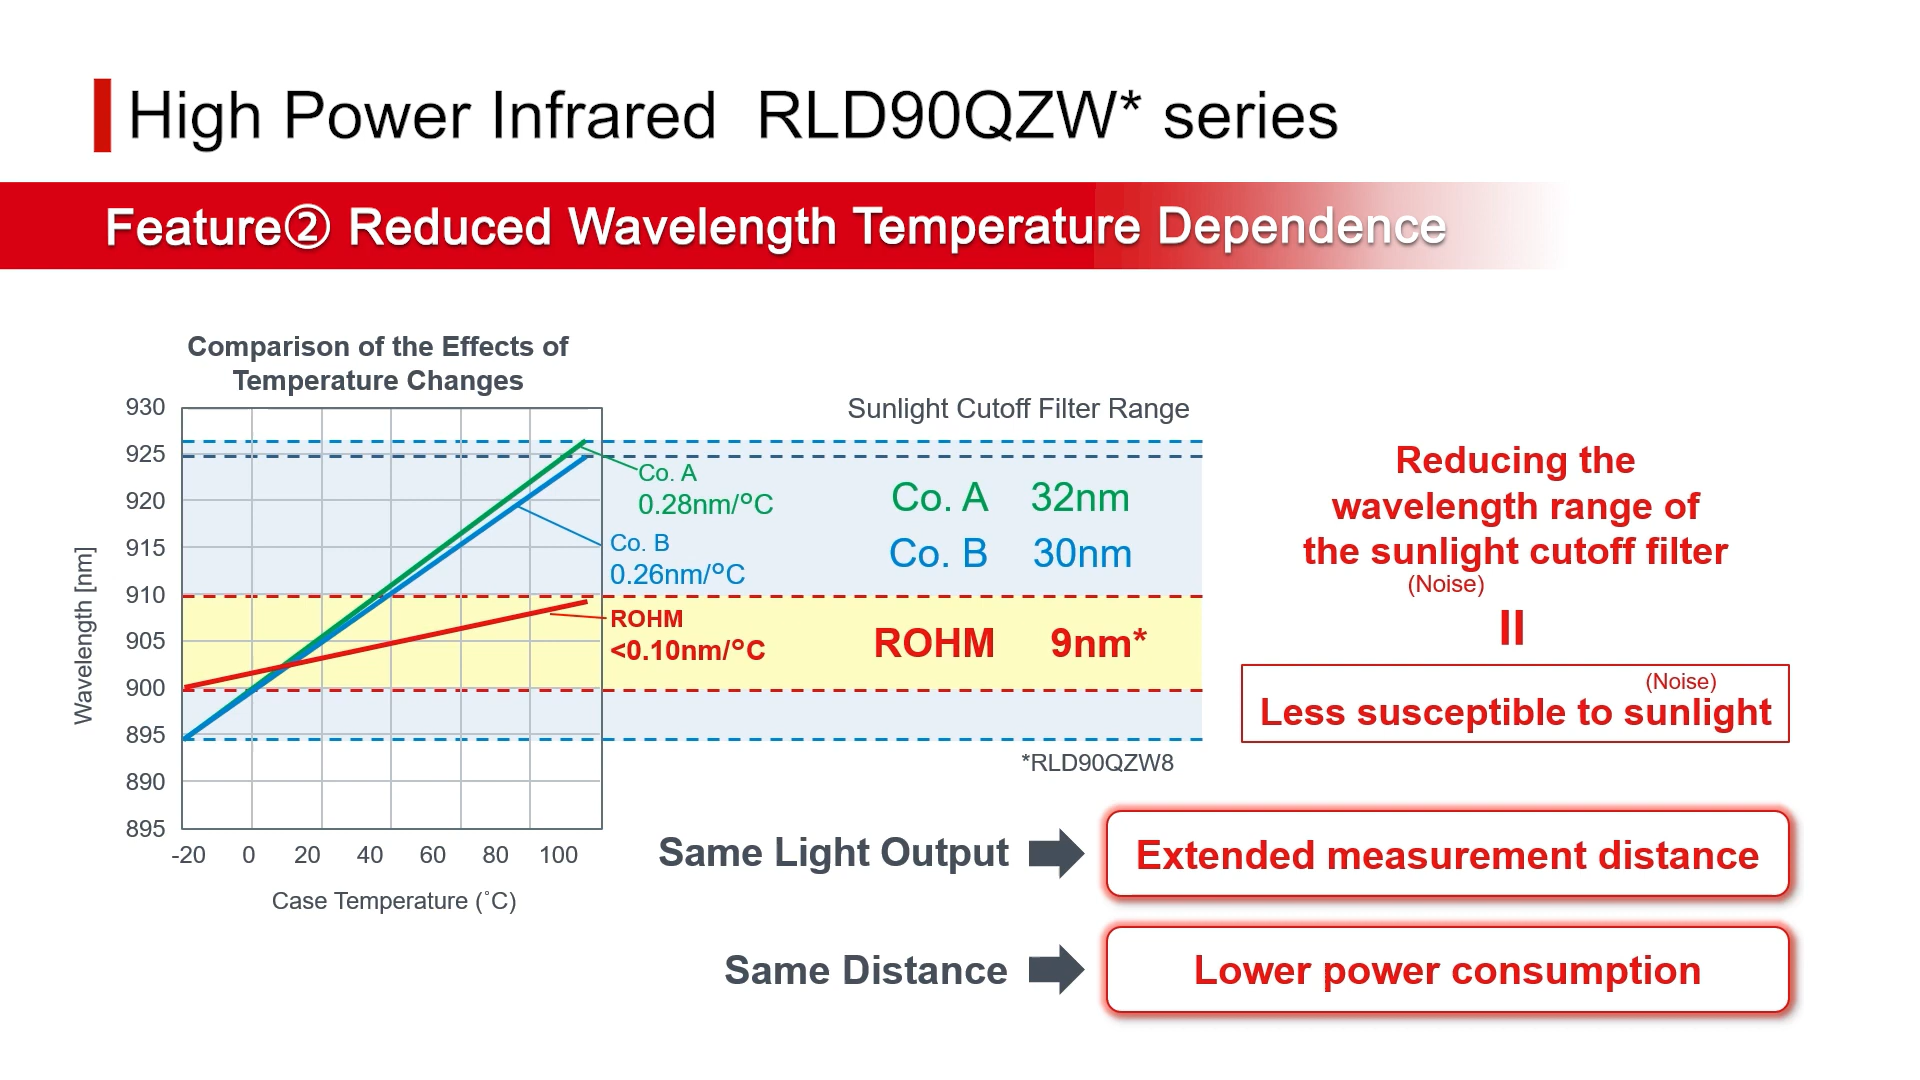 High Power Infrared RLD90QZW* series
Feature② Reduced Wavelength Temperature Dependence
Comparison of the Effects of
Temperature Changes
Wavelength [nm]
930
925
920
915
910
905
900
895
890
895
-20 0 20 40 60 80 100
Case Temperature (˚C)
Co. A
0.28nm/°C
Co. B
0.26nm/°C
ROHM
<0.10nm/°C
Sunlight Cutoff Filter Range
Co. A 32nm
Co. B 30nm
ROHM 9nm*
*RLD90QZW8
Reducing the
wavelength range of
the sunlight cutoff filter
(Noise)
=
(Noise)
Less susceptible to sunlight
Same Light Output
Extended measurement distance
Same Distance
Lower power consumption